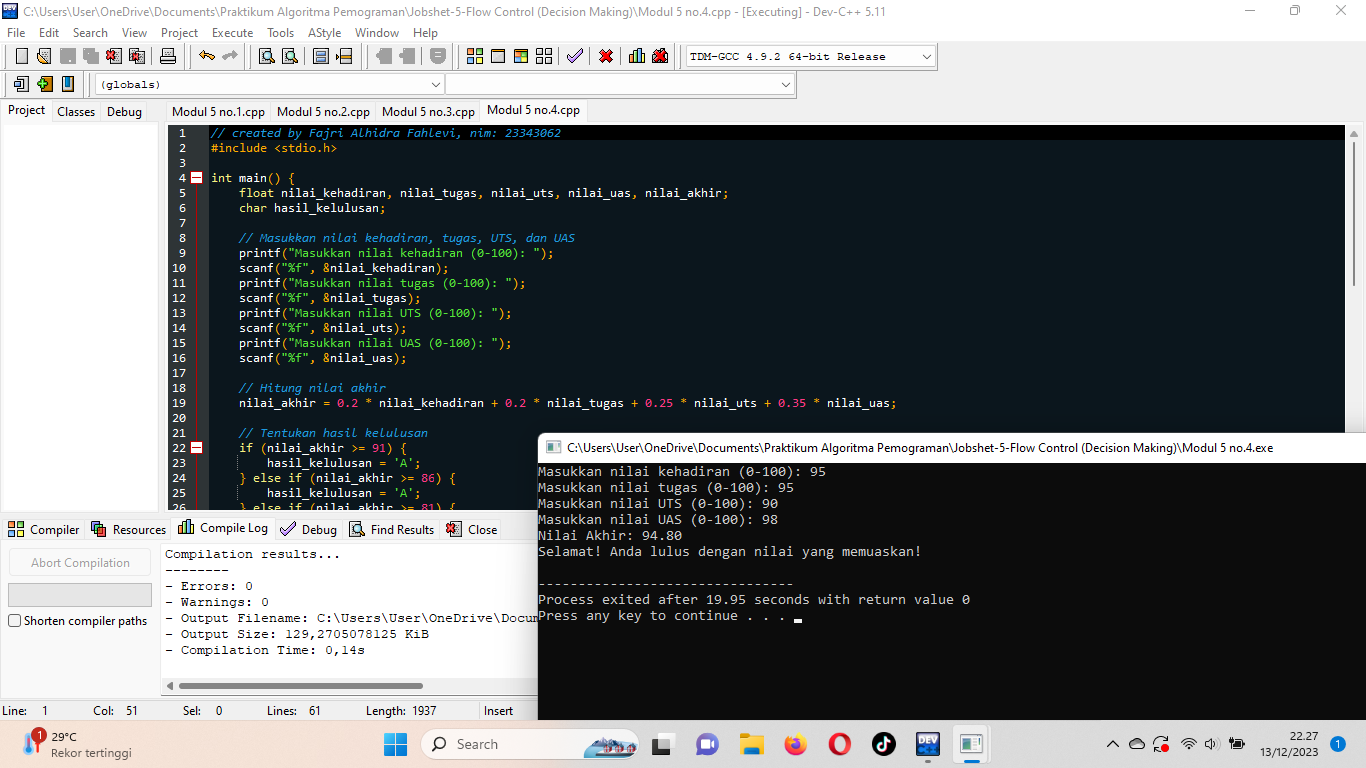 C:\Users\User\OneDrive\Documents\Praktikum Algoritma Pemograman\Jobshet-5-Flow Control (Decision Making)\Modul 5 no.4.cpp - [Executing] - Dev-C++ 5.11
File Edit Search View Project Execute Tools AStyle Window Help
TDM-GCC 4.9.2 64-bit Release
(globals)
Project Classes Debug
Modul 5 no.1.cpp Modul 5 no.2.cpp Modul 5 no.3.cpp Modul 5 no.4.cpp
1 // created by Fajri Alhidra Fahlevi, nim: 23343062
2 #include <stdio.h>
3
4 int main() {
5 float nilai_kehadiran, nilai_tugas, nilai_uts, nilai_uas, nilai_akhir;
6 char hasil_kelulusan;
7
8 // Masukkan nilai kehadiran, tugas, UTS, dan UAS
9 printf("Masukkan nilai kehadiran (0-100): ");
10 scanf("%f", &nilai_kehadiran);
11 printf("Masukkan nilai tugas (0-100): ");
12 scanf("%f", &nilai_tugas);
13 printf("Masukkan nilai UTS (0-100): ");
14 scanf("%f", &nilai_uts);
15 printf("Masukkan nilai UAS (0-100): ");
16 scanf("%f", &nilai_uas);
17
18 // Hitung nilai akhir
19 nilai_akhir = 0.2 * nilai_kehadiran + 0.2 * nilai_tugas + 0.25 * nilai_uts + 0.35 * nilai_uas;
20
21 // Tentukan hasil kelulusan
22 if (nilai_akhir >= 91) {
23 hasil_kelulusan = 'A';
24 } else if (nilai_akhir >= 86) {
25 hasil_kelulusan = 'A';
26 } else if (nilai_akhir >= 81) {
C:\Users\User\OneDrive\Documents\Praktikum Algoritma Pemograman\Jobshet-5-Flow Control (Decision Making)\Modul 5 no.4.exe
Masukkan nilai kehadiran (0-100): 95
Masukkan nilai tugas (0-100): 95
Masukkan nilai UTS (0-100): 90
Masukkan nilai UAS (0-100): 98
Nilai Akhir: 94.80
Selamat! Anda lulus dengan nilai yang memuaskan!
--------------------------------
Process exited after 19.95 seconds with return value 0
Press any key to continue . . .
Compiler Resources Compile Log Debug Find Results Close
Abort Compilation
Shorten compiler paths
Compilation results...
--------
- Errors: 0
- Warnings: 0
- Output Filename: C:\Users\User\OneDrive\Docum
- Output Size: 129,2705078125 KiB
- Compilation Time: 0,14s
Line: 1 Col: 51 Sel: 0 Lines: 61 Length: 1937 Insert
1
29°C
Rekor tertinggi
Search
DEV
22.27
13/12/2023
1